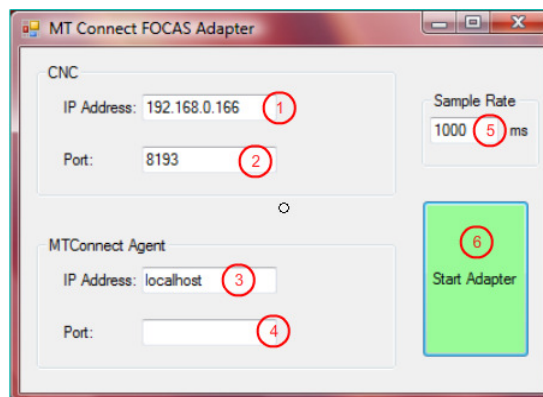 MT Connect FOCAS Adapter
CNC
IP Address: 192.168.0.166 1
Port: 8193 2
Sample Rate
1000 5 ms
MTConnect Agent
IP Address: localhost 3
Port: 4
6
Start Adapter